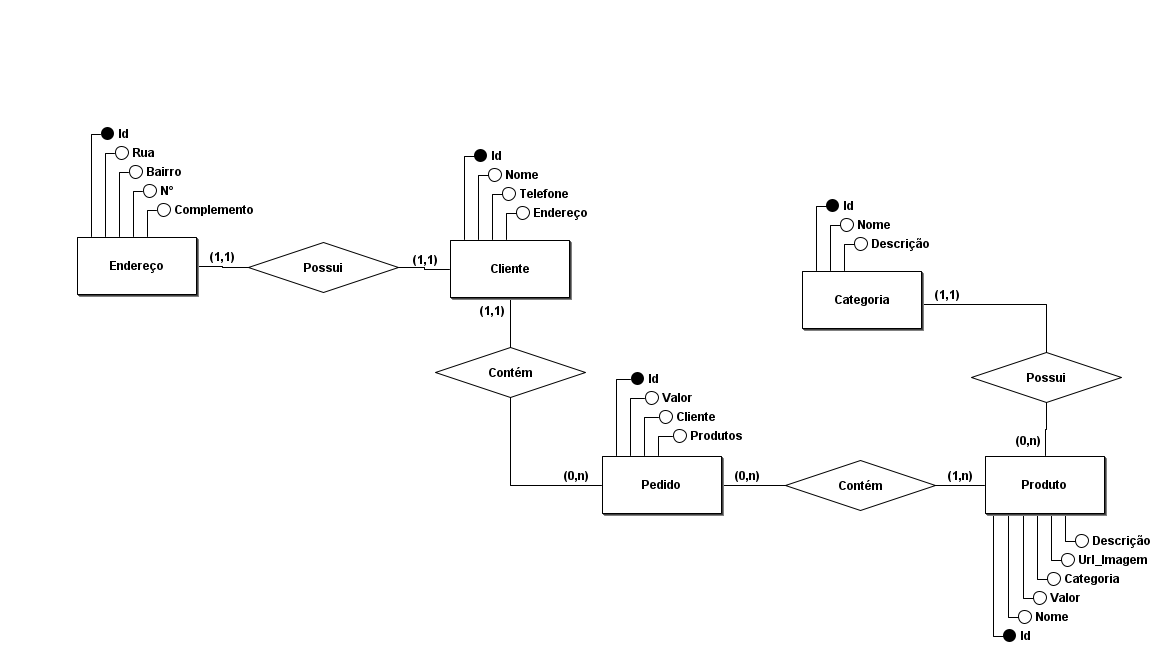 Id
Rua
Bairro
N°
Complemento
Endereço
(1,1)
Possui
(1,1)
Id
Nome
Telefone
Endereço
Cliente
(1,1)
Contém
(0,n)
Id
Valor
Cliente
Produtos
Pedido
(0,n)
Contém
(1,n)
Id
Nome
Descrição
Categoria
(1,1)
Possui
(0,n)
Produto
Descrição
Url_Imagem
Categoria
Valor
Nome
Id